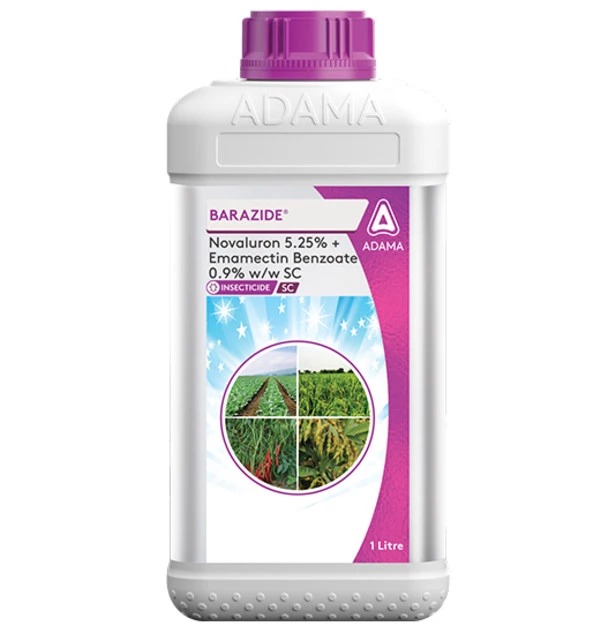 ADAMA
BARAZIDE®
ADAMA
Novaluron 5.25% +
Emamectin Benzoate
0.9% w/w SC
INSECTICIDE SC
1 Litre